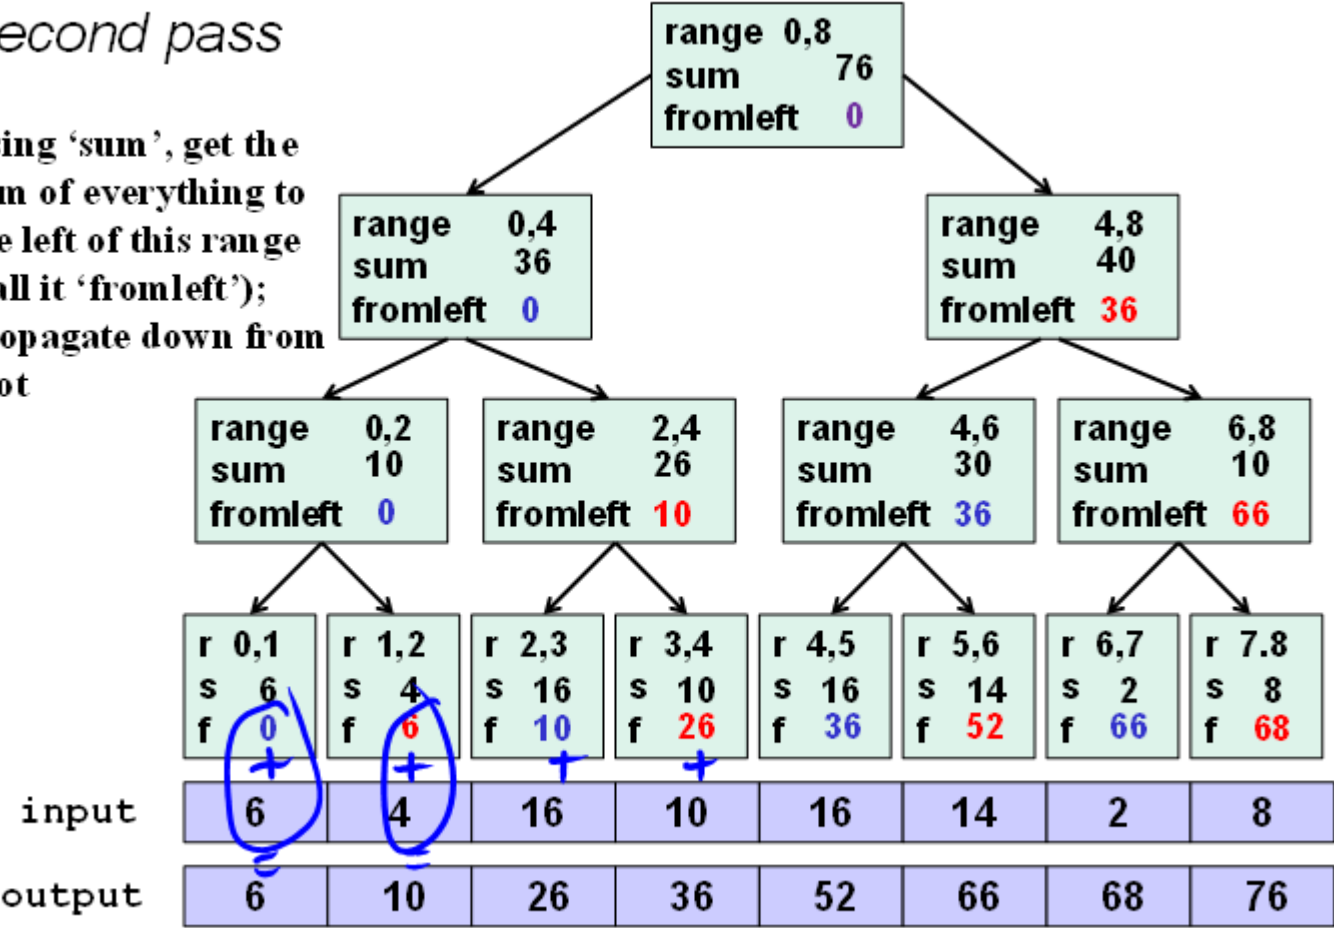 econd pass
ing ‘sum’, get the
m of everything to
e left of this range
all it ‘fromleft’);
opagate down from
ot
range 0,8
sum 76
fromleft 0
range 0,4
sum 36
fromleft 0
range 4,8
sum 40
fromleft 36
range 0,2
sum 10
fromleft 0
range 2,4
sum 26
fromleft 10
range 4,6
sum 30
fromleft 36
range 6,8
sum 10
fromleft 66
r 0,1
s 6
f 0
r 1,2
s 4
f 6
r 2,3
s 16
f 10
r 3,4
s 10
f 26
r 4,5
s 16
f 36
r 5,6
s 14
f 52
r 6,7
s 2
f 66
r 7.8
s 8
f 68
+ + + +
input 6 4 16 10 16 14 2 8
= =
output 6 10 26 36 52 66 68 76